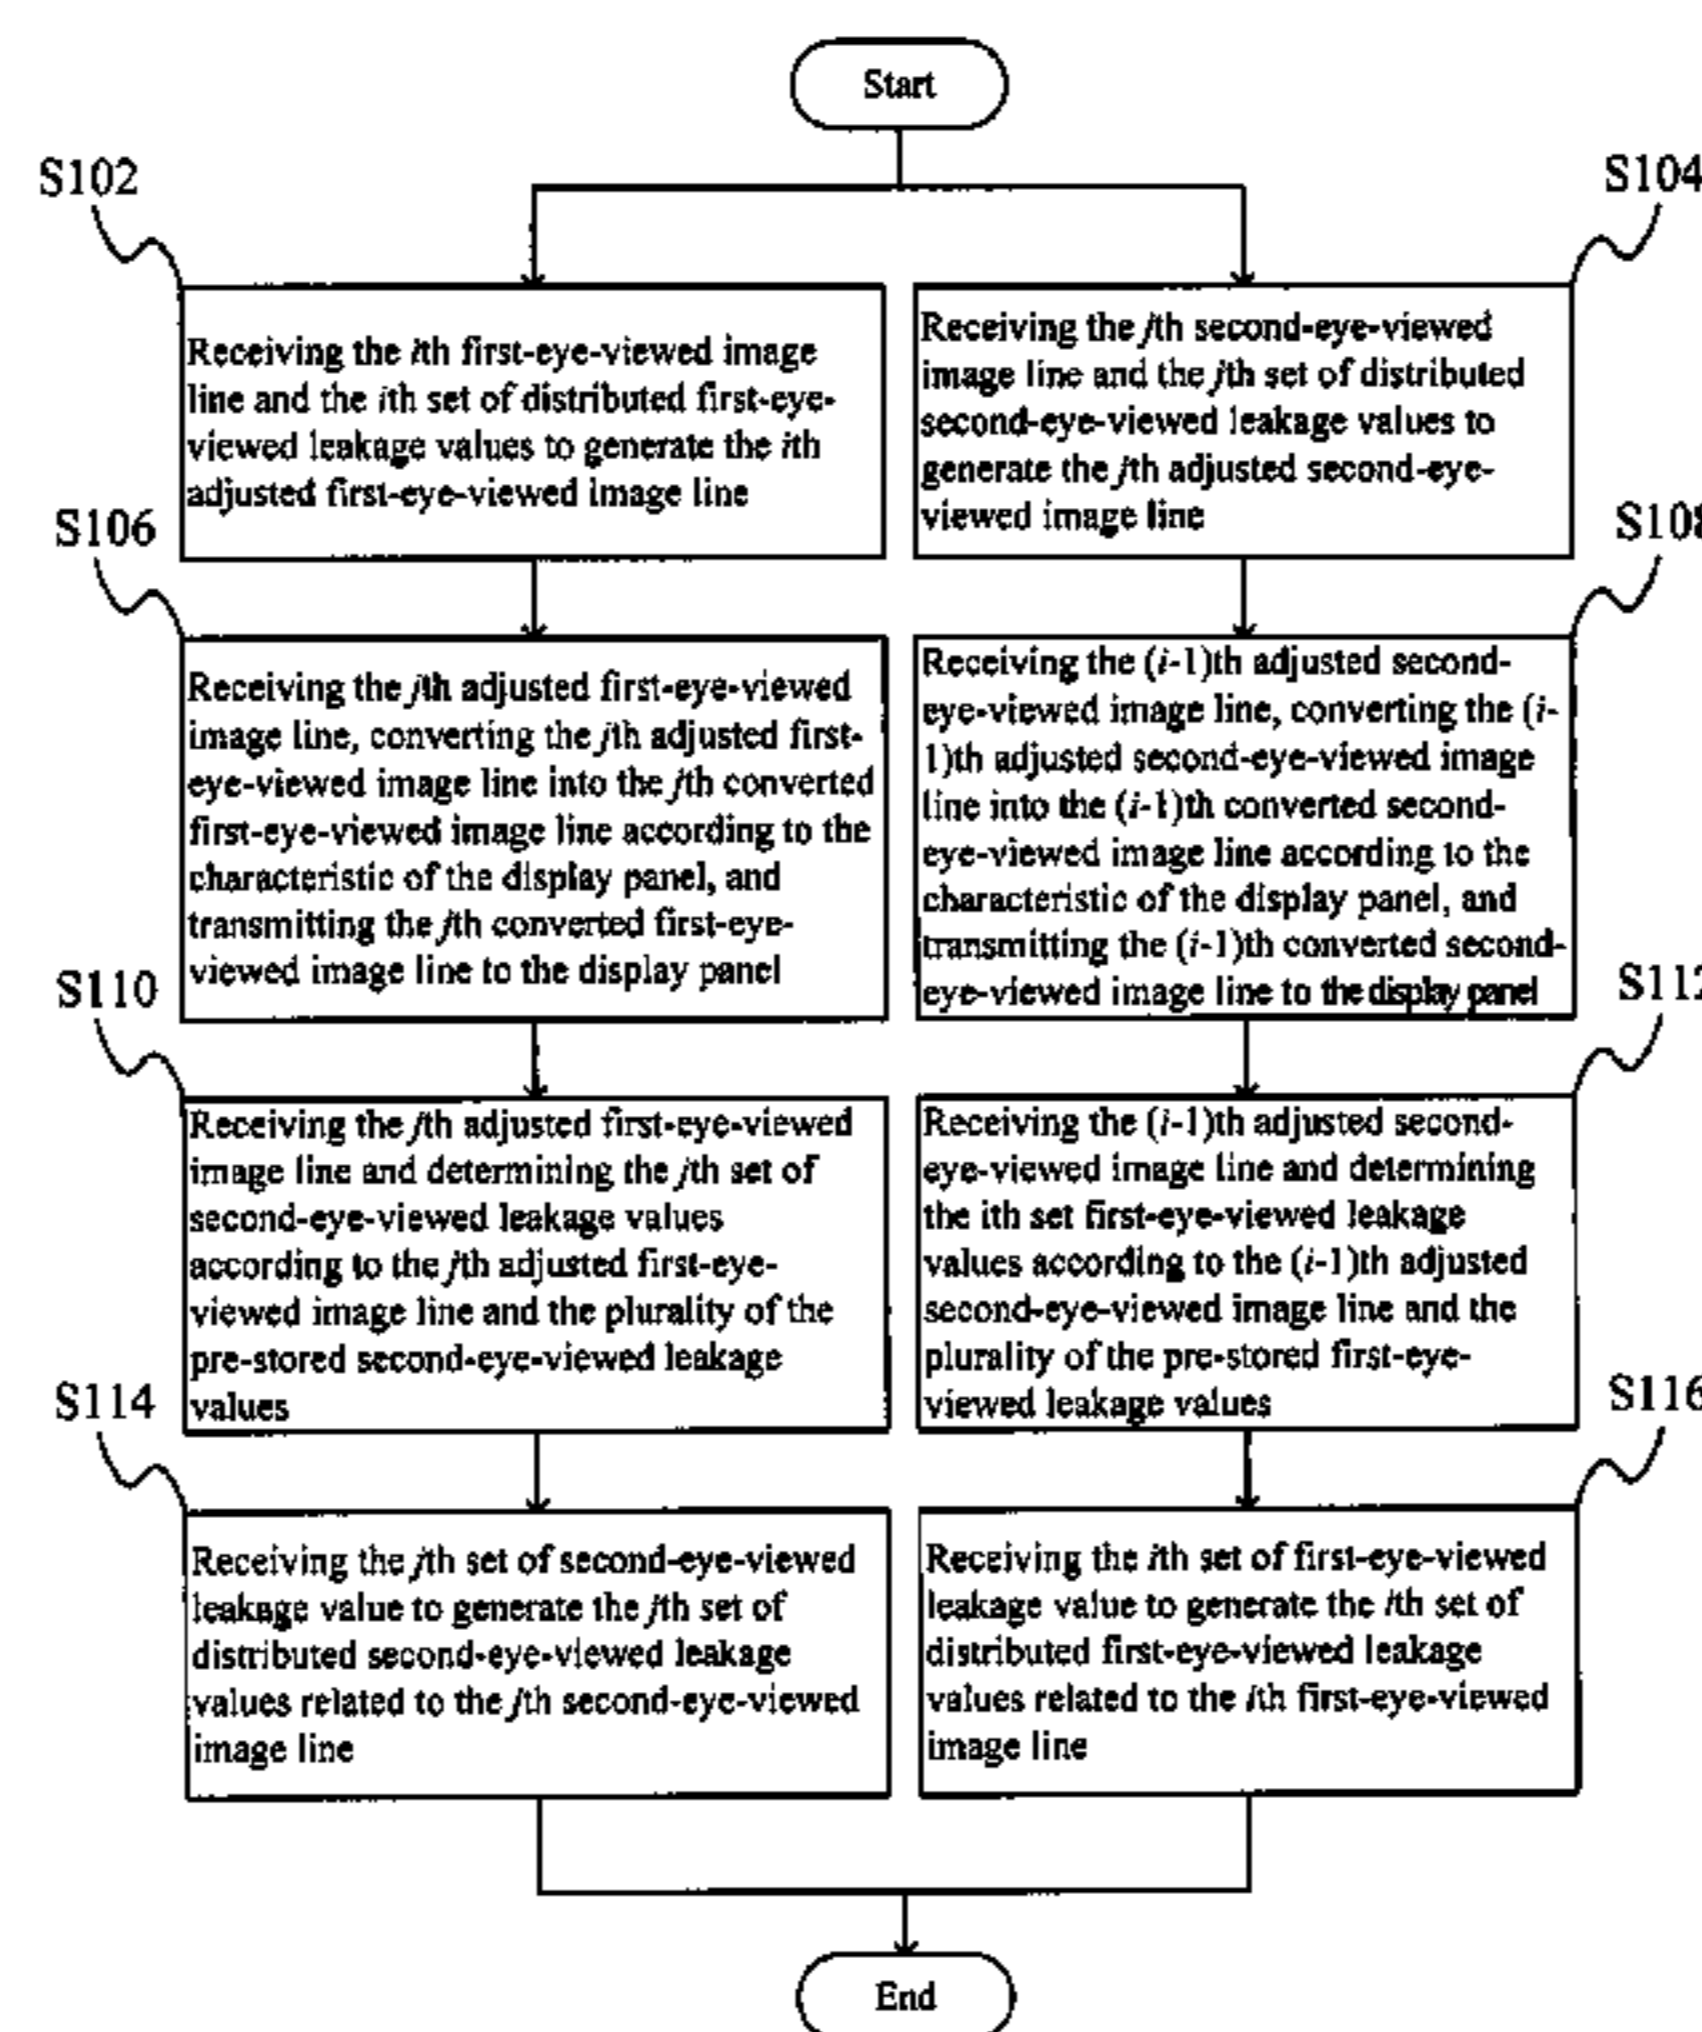 Start
S102
S104
Receiving the ith first-eye-viewed image
line and the ith set of distributed first-eye-
viewed leakage values to generate the ith
adjusted first-eye-viewed image line
Receiving the jth second-eye-viewed
image line and the jth set of distributed
second-eye-viewed leakage values to
generate the jth adjusted second-eye-
viewed image line
S106
S108
Receiving the jth adjusted first-eye-viewed
image line, converting the jth adjusted first-
eye-viewed image line into the jth converted
first-eye-viewed image line according to the
characteristic of the display panel, and
transmitting the jth converted first-eye-
viewed image line to the display panel
Receiving the (i-1)th adjusted second-
eye-viewed image line, converting the (i-
1)th adjusted second-eye-viewed image
line into the (i-1)th converted second-
eye-viewed image line according to the
characteristic of the display panel, and
transmitting the (i-1)th converted second-
eye-viewed image line to the display panel
S110
S112
Receiving the jth adjusted first-eye-viewed
image line and determining the jth set of
second-eye-viewed leakage values
according to the jth adjusted first-eye-
viewed image line and the plurality of the
pre-stored second-eye-viewed leakage
values
Receiving the (i-1)th adjusted second-
eye-viewed image line and determining
the ith set first-eye-viewed leakage
values according to the (i-1)th adjusted
second-eye-viewed image line and the
plurality of the pre-stored first-eye-
viewed leakage values
S114
S116
Receiving the jth set of second-eye-viewed
leakage value to generate the jth set of
distributed second-eye-viewed leakage
values related to the jth second-eye-viewed
image line
Receiving the ith set of first-eye-viewed
leakage value to generate the ith set of
distributed first-eye-viewed leakage
values related to the ith first-eye-viewed
image line
End